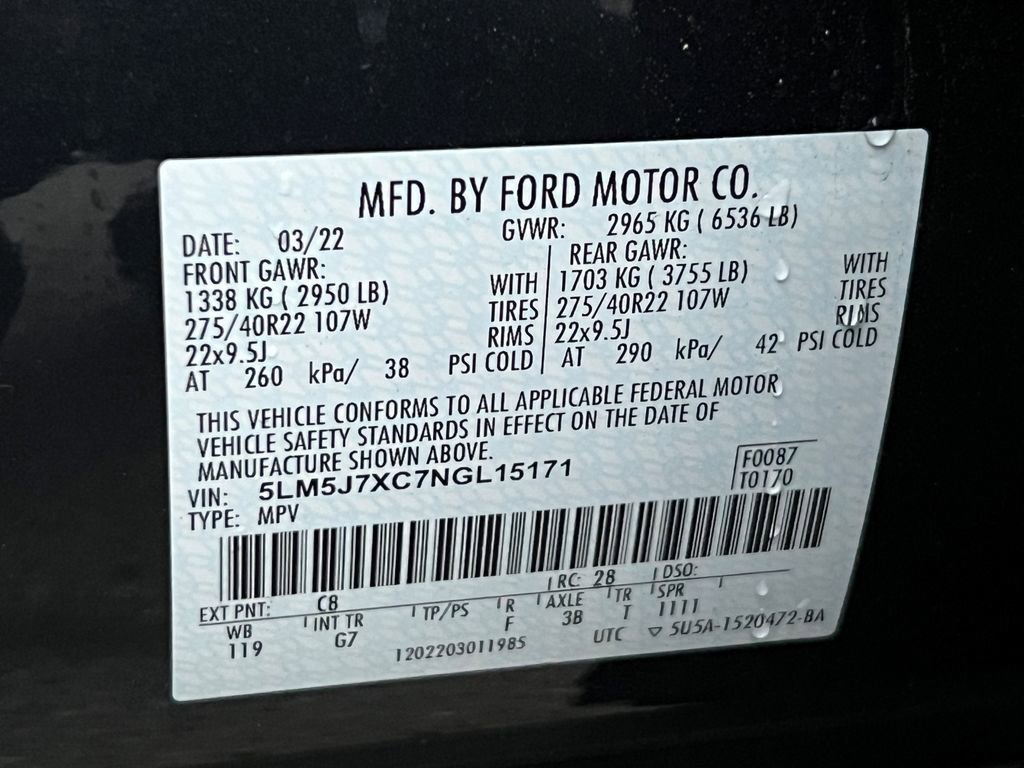 MFD. BY FORD MOTOR CO.
DATE: 03/22 GVWR: 2965 KG ( 6536 LB)
FRONT GAWR: REAR GAWR:
1338 KG ( 2950 LB) WITH 1703 KG ( 3755 LB) WITH
275/40R22 107W TIRES 275/40R22 107W TIRES
22x9.5J RIMS 22x9.5J RIMS
AT 260 kPa/ 38 PSI COLD AT 290 kPa/ 42 PSI COLD
THIS VEHICLE CONFORMS TO ALL APPLICABLE FEDERAL MOTOR
VEHICLE SAFETY STANDARDS IN EFFECT ON THE DATE OF
MANUFACTURE SHOWN ABOVE.
VIN: 5LM5J7XC7NGL15171 F0087
TYPE: MPV T0170
EXT PNT: C8 RC: 28 DSO:
WB INT TR TP/PS R AXLE TR SPR
119 G7 F 3B T 1111
1202203011985 UTC ▽ 5U5A-1520472-BA